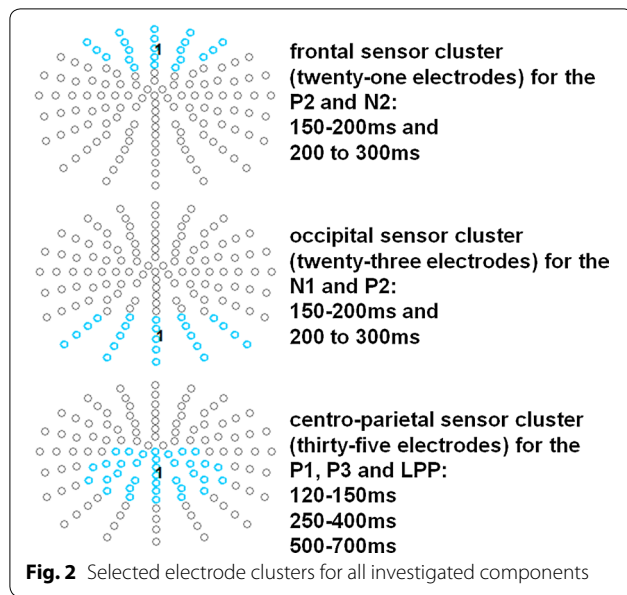 1
frontal sensor cluster
(twenty-one electrodes) for the
P2 and N2:
150-200ms and
200 to 300ms
occipital sensor cluster
(twenty-three electrodes) for the
N1 and P2:
150-200ms and
200 to 300ms
1
centro-parietal sensor cluster
(thirty-five electrodes) for the
P1, P3 and LPP:
1
120-150ms
250-400ms
500-700ms
Fig. 2 Selected electrode clusters for all investigated components